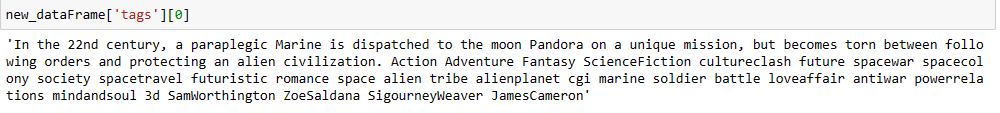 new_dataFrame['tags'][0]
'In the 22nd century, a paraplegic Marine is dispatched to the moon Pandora on a unique mission, but becomes torn between follo
wing orders and protecting an alien civilization. Action Adventure Fantasy ScienceFiction cultureclash future spacewar spacecol
ony society spacetravel futuristic romance space alien tribe alienplanet cgi marine soldier battle loveaffair antiwar powerrela
tions mindandsoul 3d SamWorthington ZoeSaldana SigourneyWeaver JamesCameron'